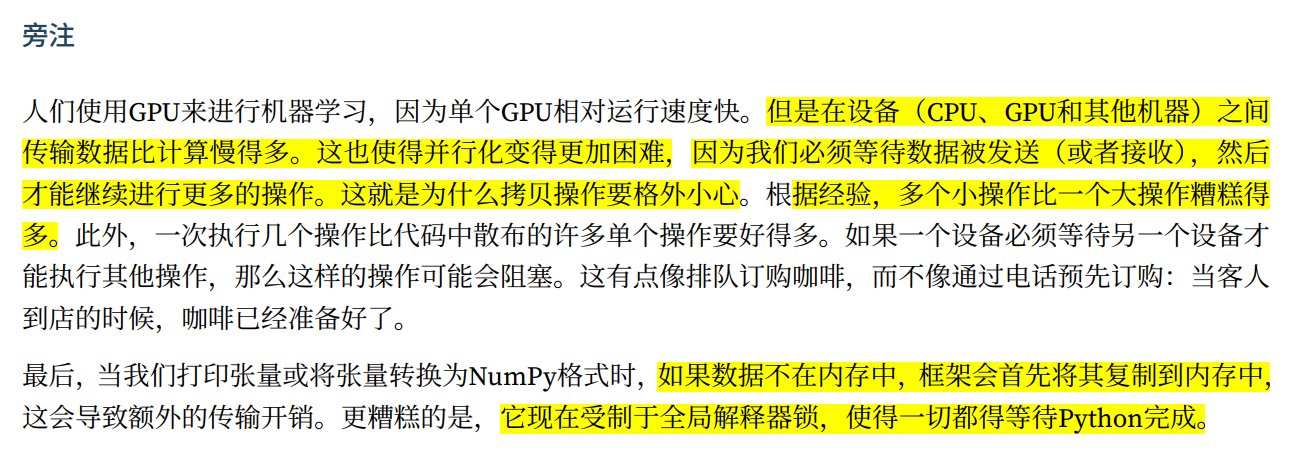 旁注
人们使用GPU来进行机器学习，因为单个GPU相对运行速度快。但是在设备（CPU、GPU和其他机器）之间
传输数据比计算慢得多。这也使得并行化变得更加困难，因为我们必须等待数据被发送（或者接收），然后
才能继续进行更多的操作。这就是为什么拷贝操作要格外小心。根据经验，多个小操作比一个大操作糟糕得
多。此外，一次执行几个操作比代码中散布的许多单个操作要好得多。如果一个设备必须等待另一个设备才
能执行其他操作，那么这样的操作可能会阻塞。这有点像排队订购咖啡，而不像通过电话预先订购：当客人
到店的时候，咖啡已经准备好了。
最后，当我们打印张量或将张量转换为NumPy格式时，如果数据不在内存中，框架会首先将其复制到内存中，
这会导致额外的传输开销。更糟糕的是，它现在受制于全局解释器锁，使得一切都得等待Python完成。